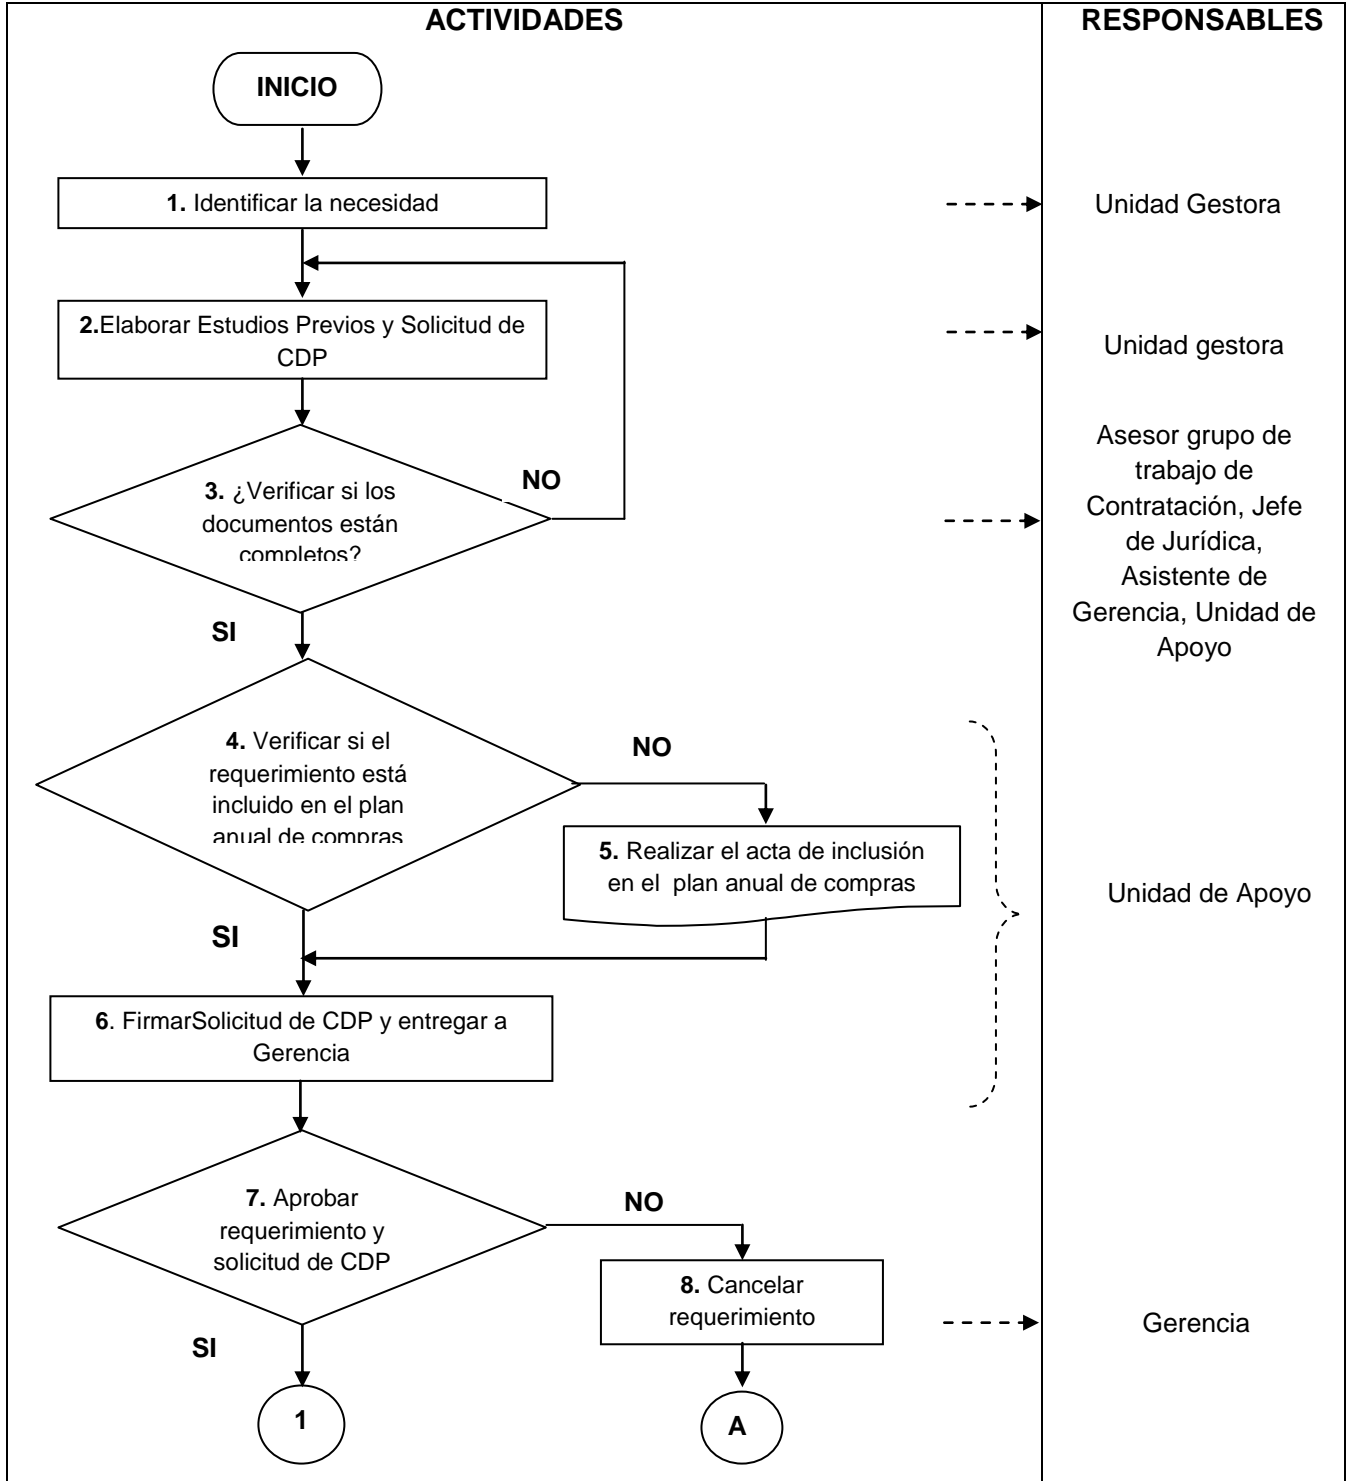 ACTIVIDADES
RESPONSABLES
INICIO
1. Identificar la necesidad
Unidad Gestora
2.Elaborar Estudios Previos y Solicitud de
CDP
Unidad gestora
3. ¿Verificar si los
documentos están
completos?
NO
SI
Asesor grupo de
trabajo de
Contratación, Jefe
de Jurídica,
Asistente de
Gerencia, Unidad de
Apoyo
4. Verificar si el
requerimiento está
incluido en el plan
anual de compras
NO
5. Realizar el acta de inclusión
en el plan anual de compras
Unidad de Apoyo
SI
6. FirmarSolicitud de CDP y entregar a
Gerencia
7. Aprobar
requerimiento y
solicitud de CDP
NO
8. Cancelar
requerimiento
Gerencia
SI
1
A